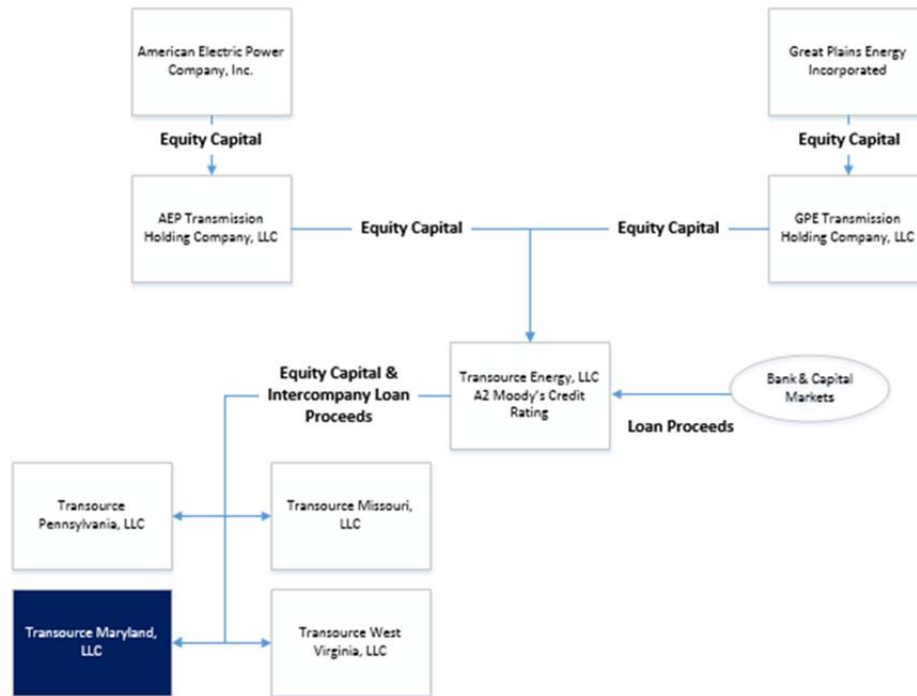 American Electric Power
Company, Inc.
Great Plains Energy
Incorporated
Equity Capital
Equity Capital
AEP Transmission
Holding Company, LLC
Equity Capital
Equity Capital
GPE Transmission
Holding Company, LLC
Equity Capital &
Intercompany Loan
Proceeds
Transource Energy, LLC
A2 Moody's Credit
Rating
Bank & Capital
Markets
Loan Proceeds
Transource
Pennsylvania, LLC
Transource Missouri,
LLC
Transource Maryland,
LLC
Transource West
Virginia, LLC